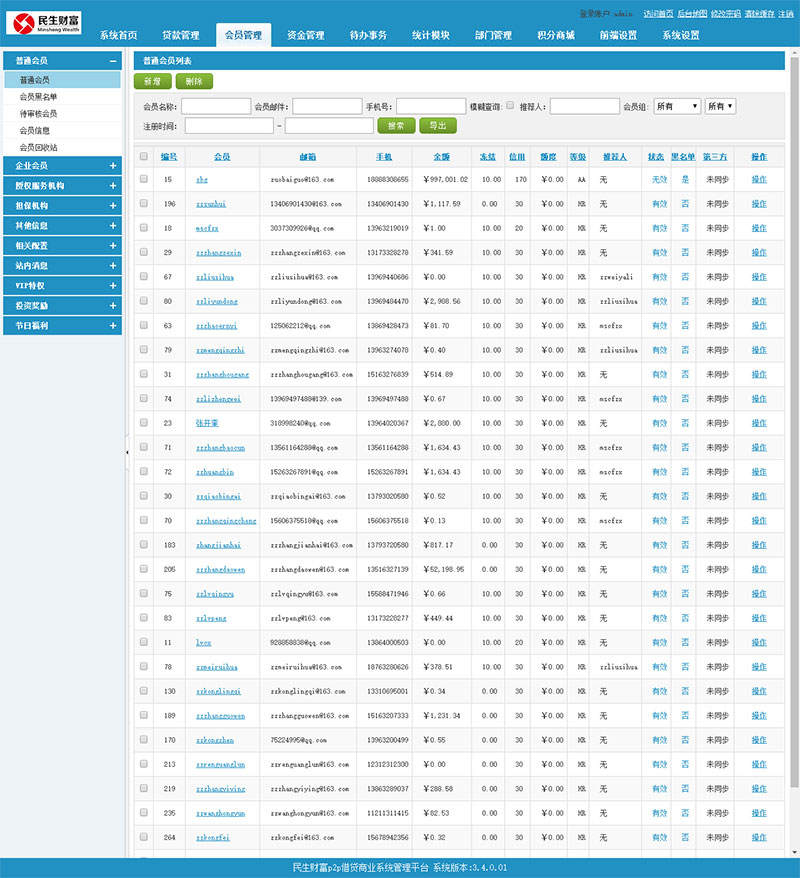 民生财富
Minsheng Wealth
登录账户:admin 访问首页 后台地图 修改密码 清除缓存 注销
系统首页 贷款管理 会员管理 资金管理 待办事务 统计模块 部门管理 积分商城 前端设置 系统设置
普通会员
普通会员
会员黑名单
待审核会员
会员信息
会员回收站
企业会员
授权服务机构
担保机构
其他信息
相关配置
站内消息
VIP特权
投资奖励
节日福利
普通会员列表
新增 删除
会员名称: 会员邮件: 手机号: 模糊查询: 推荐人: 会员组: 所有 所有
注册时间: - 搜索 导出
编号 会员 邮箱 手机 金额 冻结 信用 额度 等级 推荐人 状态 黑名单 第三方 操作
15 zbz ruobaiguo@163.com 18888308655 ￥997,001.02 10.00 170 ￥0.00 AA 无 无效 是 未同步 操作
196 zzxuhui 13406901430@163.com 13406901430 ￥1,117.59 0.00 30 ￥0.00 HR 无 有效 否 未同步 操作
18 mscfzx 3037309926@qq.com 13963219019 ￥1.00 10.00 20 ￥0.00 HR 无 有效 否 未同步 操作
29 zzzhangzexin zzzhangzexin@163.com 13173328278 ￥341.59 10.00 30 ￥0.00 HR 无 有效 否 未同步 操作
67 zzliusihua zzliusihua@163.com 13969440686 ￥0.00 10.00 30 ￥0.00 HR zzweiyali 有效 否 未同步 操作
80 zzliyundong zzliyundong@163.com 13969484470 ￥2,988.56 10.00 30 ￥0.00 HR zzliusihua 有效 否 未同步 操作
63 125062212@qq.com 13869428473 ￥81.70 10.00 30 ￥0.00 HR mscfzx 有效 否 未同步 操作
79 zzmengqingzhi zzmengqingzhi@163.com 13963274078 ￥0.40 10.00 30 ￥0.00 HR zzliusihua 有效 否 未同步 操作
31 zzzhanghougang zzzhanghougang@163.com 15163276839 ￥514.89 10.00 30 ￥0.00 HR 无 有效 否 未同步 操作
74 zzlizhengwei 13969497488@139.com 13969497488 ￥0.67 10.00 30 ￥0.00 HR mscfzx 有效 否 未同步 操作
23 318998240@qq.com 13964020367 ￥2,880.00 10.00 30 ￥0.00 HR 无 有效 否 未同步 操作
71 zzzhangbaocun 13561164288@qq.com 13561164288 ￥1,634.43 10.00 30 ￥0.00 HR mscfzx 有效 否 未同步 操作
72 zzhuangbin 15263267891@qq.com 15263267891 ￥1,634.43 10.00 30 ￥0.00 HR mscfzx 有效 否 未同步 操作
30 zzqiaobingai zzqiaobingai@163.com 13793020580 ￥0.52 10.00 30 ￥0.00 HR 无 有效 否 未同步 操作
70 zzzhangqingzheng 15606375518@qq.com 15606375518 ￥0.13 10.00 30 ￥0.00 HR mscfzx 有效 否 未同步 操作
183 zhangjianhai zzzhangjianhai@163.com 13793720580 ￥817.17 0.00 30 ￥0.00 HR 无 有效 否 未同步 操作
205 zzzhangdaowen zzzhangdaowen@163.com 13516327139 ￥52,198.95 0.00 30 ￥0.00 HR 无 有效 否 未同步 操作
75 zzlvqingyu zzlvqingyu@163.com 15588471946 ￥0.66 10.00 30 ￥0.00 HR 无 有效 否 未同步 操作
83 zzlvpeng zzlvpeng@163.com 13173228277 ￥449.44 10.00 30 ￥0.00 HR 无 有效 否 未同步 操作
11 lvcx 928858838@qq.com 13864000503 ￥0.00 10.00 20 ￥0.00 HR 无 有效 否 未同步 操作
78 zzmeiruihua zzmeiruihua@163.com 18763280626 ￥378.51 10.00 30 ￥0.00 HR zzliusihua 有效 否 未同步 操作
130 zzkonglingqi zzkonglingqi@163.com 13310695001 ￥0.34 0.00 30 ￥0.00 HR 无 有效 否 未同步 操作
189 zzzhangguowen zzzhangguowen@163.com 15163207333 ￥1,231.34 0.00 30 ￥0.00 HR 无 有效 否 未同步 操作
170 zzkongzhen 75224995@qq.com 13963200499 ￥0.55 0.00 30 ￥0.00 HR 无 有效 否 未同步 操作
213 zzrenguanglun zzrenguanglun@163.com 12312312300 ￥0.00 0.00 30 ￥0.00 HR 无 有效 否 未同步 操作
219 zzzhangyiying zzzhangyiying@163.com 13863289037 ￥288.58 0.00 30 ￥0.00 HR 无 有效 否 未同步 操作
235 zzwanghongyun zzwanghongyun@163.com 11211311415 ￥82.53 0.00 30 ￥0.00 HR 无 有效 否 未同步 操作
264 zzkongfei zzkongfei@163.com 15678942356 ￥0.32 0.00 30 ￥0.00 HR 无 有效 否 未同步 操作
民生财富p2p借贷商业系统管理平台 系统版本:3.4.0.01